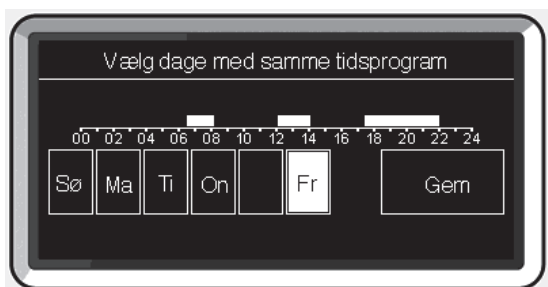 Vælg dage med samme tidsprogram
00 02 04 06 08 10 12 14 16 18 20 22 24
Sø Ma Ti On Fr Gem